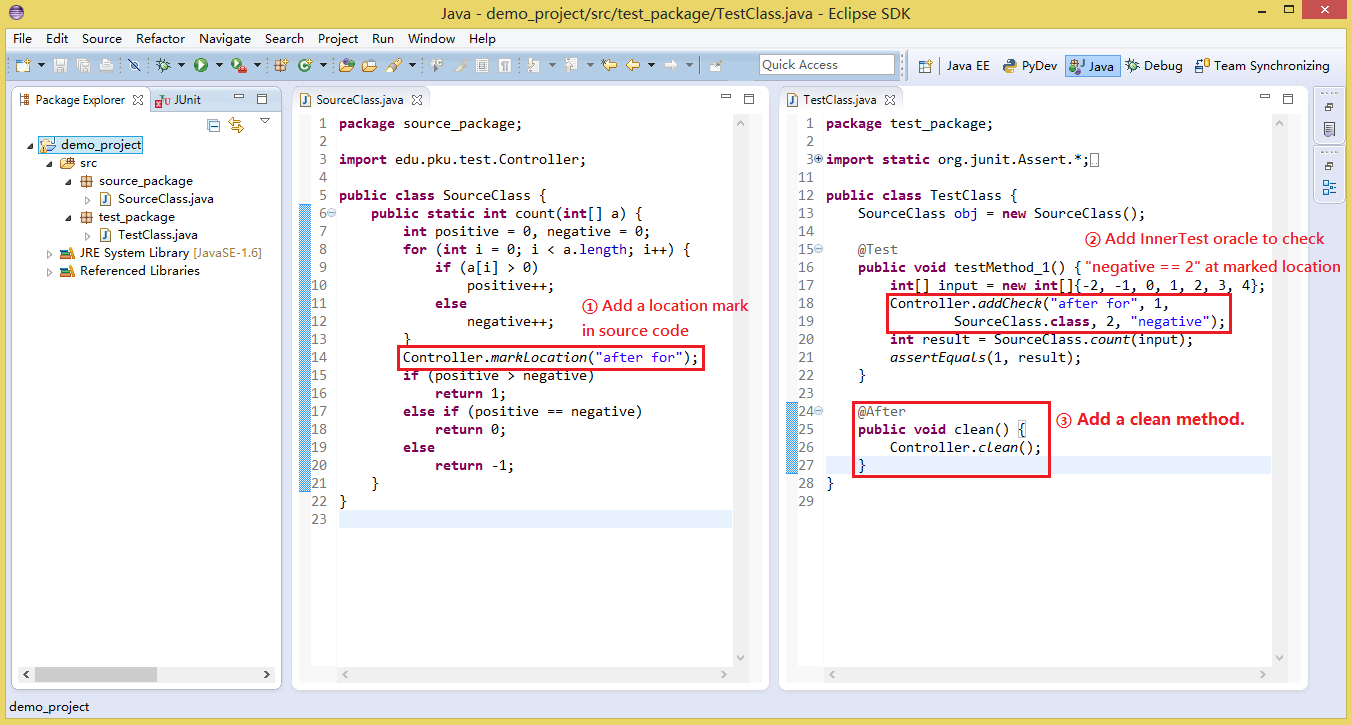 Java - demo_project/src/test_package/TestClass.java - Eclipse SDK
File Edit Source Refactor Navigate Search Project Run Window Help
Quick Access
Java EE PyDev Java Debug Team Synchronizing
Package Explorer JUnit
demo_project
src
source_package
SourceClass.java
test_package
TestClass.java
JRE System Library [JavaSE-1.6]
Referenced Libraries
SourceClass.java
1 package source_package;
2
3 import edu.pku.test.Controller;
4
5 public class SourceClass {
6 public static int count(int[] a) {
7 int positive = 0, negative = 0;
8 for (int i = 0; i < a.length; i++) {
9 if (a[i] > 0)
10 positive++;
11 else
12 negative++;
13 }
14 Controller.markLocation("after for");
15 if (positive > negative)
16 return 1;
17 else if (positive == negative)
18 return 0;
19 else
20 return -1;
21 }
22 }
23
① Add a location mark
in source code
TestClass.java
1 package test_package;
2
3 import static org.junit.Assert.*;
11
12 public class TestClass {
13 SourceClass obj = new SourceClass();
14
15 @Test
16 public void testMethod_1() {
17 int[] input = new int[]{-2, -1, 0, 1, 2, 3, 4};
18 Controller.addCheck("after for", 1,
19 SourceClass.class, 2, "negative");
20 int result = SourceClass.count(input);
21 assertEquals(1, result);
22 }
23
24 @After
25 public void clean() {
26 Controller.clean();
27 }
28 }
29
② Add InnerTest oracle to check
"negative == 2" at marked location
③ Add a clean method.
demo_project